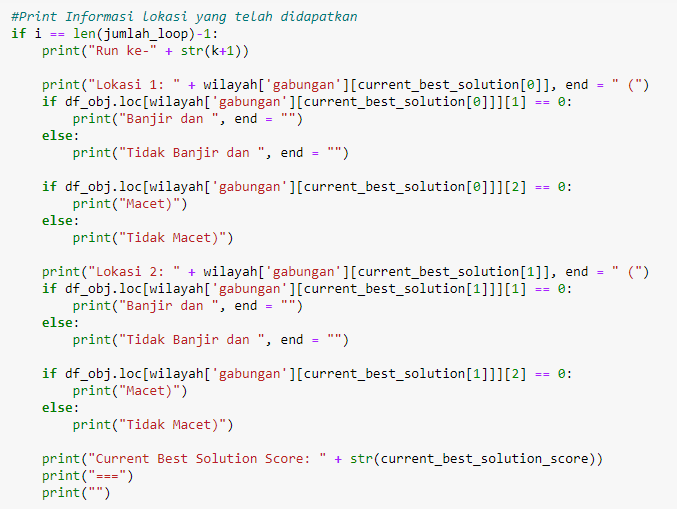 #Print Informasi lokasi yang telah didapatkan
if i == len(jumlah_loop)-1:
    print("Run ke-" + str(k+1))

    print("Lokasi 1: " + wilayah['gabungan'][current_best_solution[0]], end = " (")
    if df_obj.loc[wilayah['gabungan'][current_best_solution[0]]][1] == 0:
        print("Banjir dan ", end = "")
    else:
        print("Tidak Banjir dan ", end = "")

    if df_obj.loc[wilayah['gabungan'][current_best_solution[0]]][2] == 0:
        print("Macet)")
    else:
        print("Tidak Macet)")

    print("Lokasi 2: " + wilayah['gabungan'][current_best_solution[1]], end = " (")
    if df_obj.loc[wilayah['gabungan'][current_best_solution[1]]][1] == 0:
        print("Banjir dan ", end = "")
    else:
        print("Tidak Banjir dan ", end = "")

    if df_obj.loc[wilayah['gabungan'][current_best_solution[1]]][2] == 0:
        print("Macet)")
    else:
        print("Tidak Macet)")

    print("Current Best Solution Score: " + str(current_best_solution_score))
    print("===")
    print("")